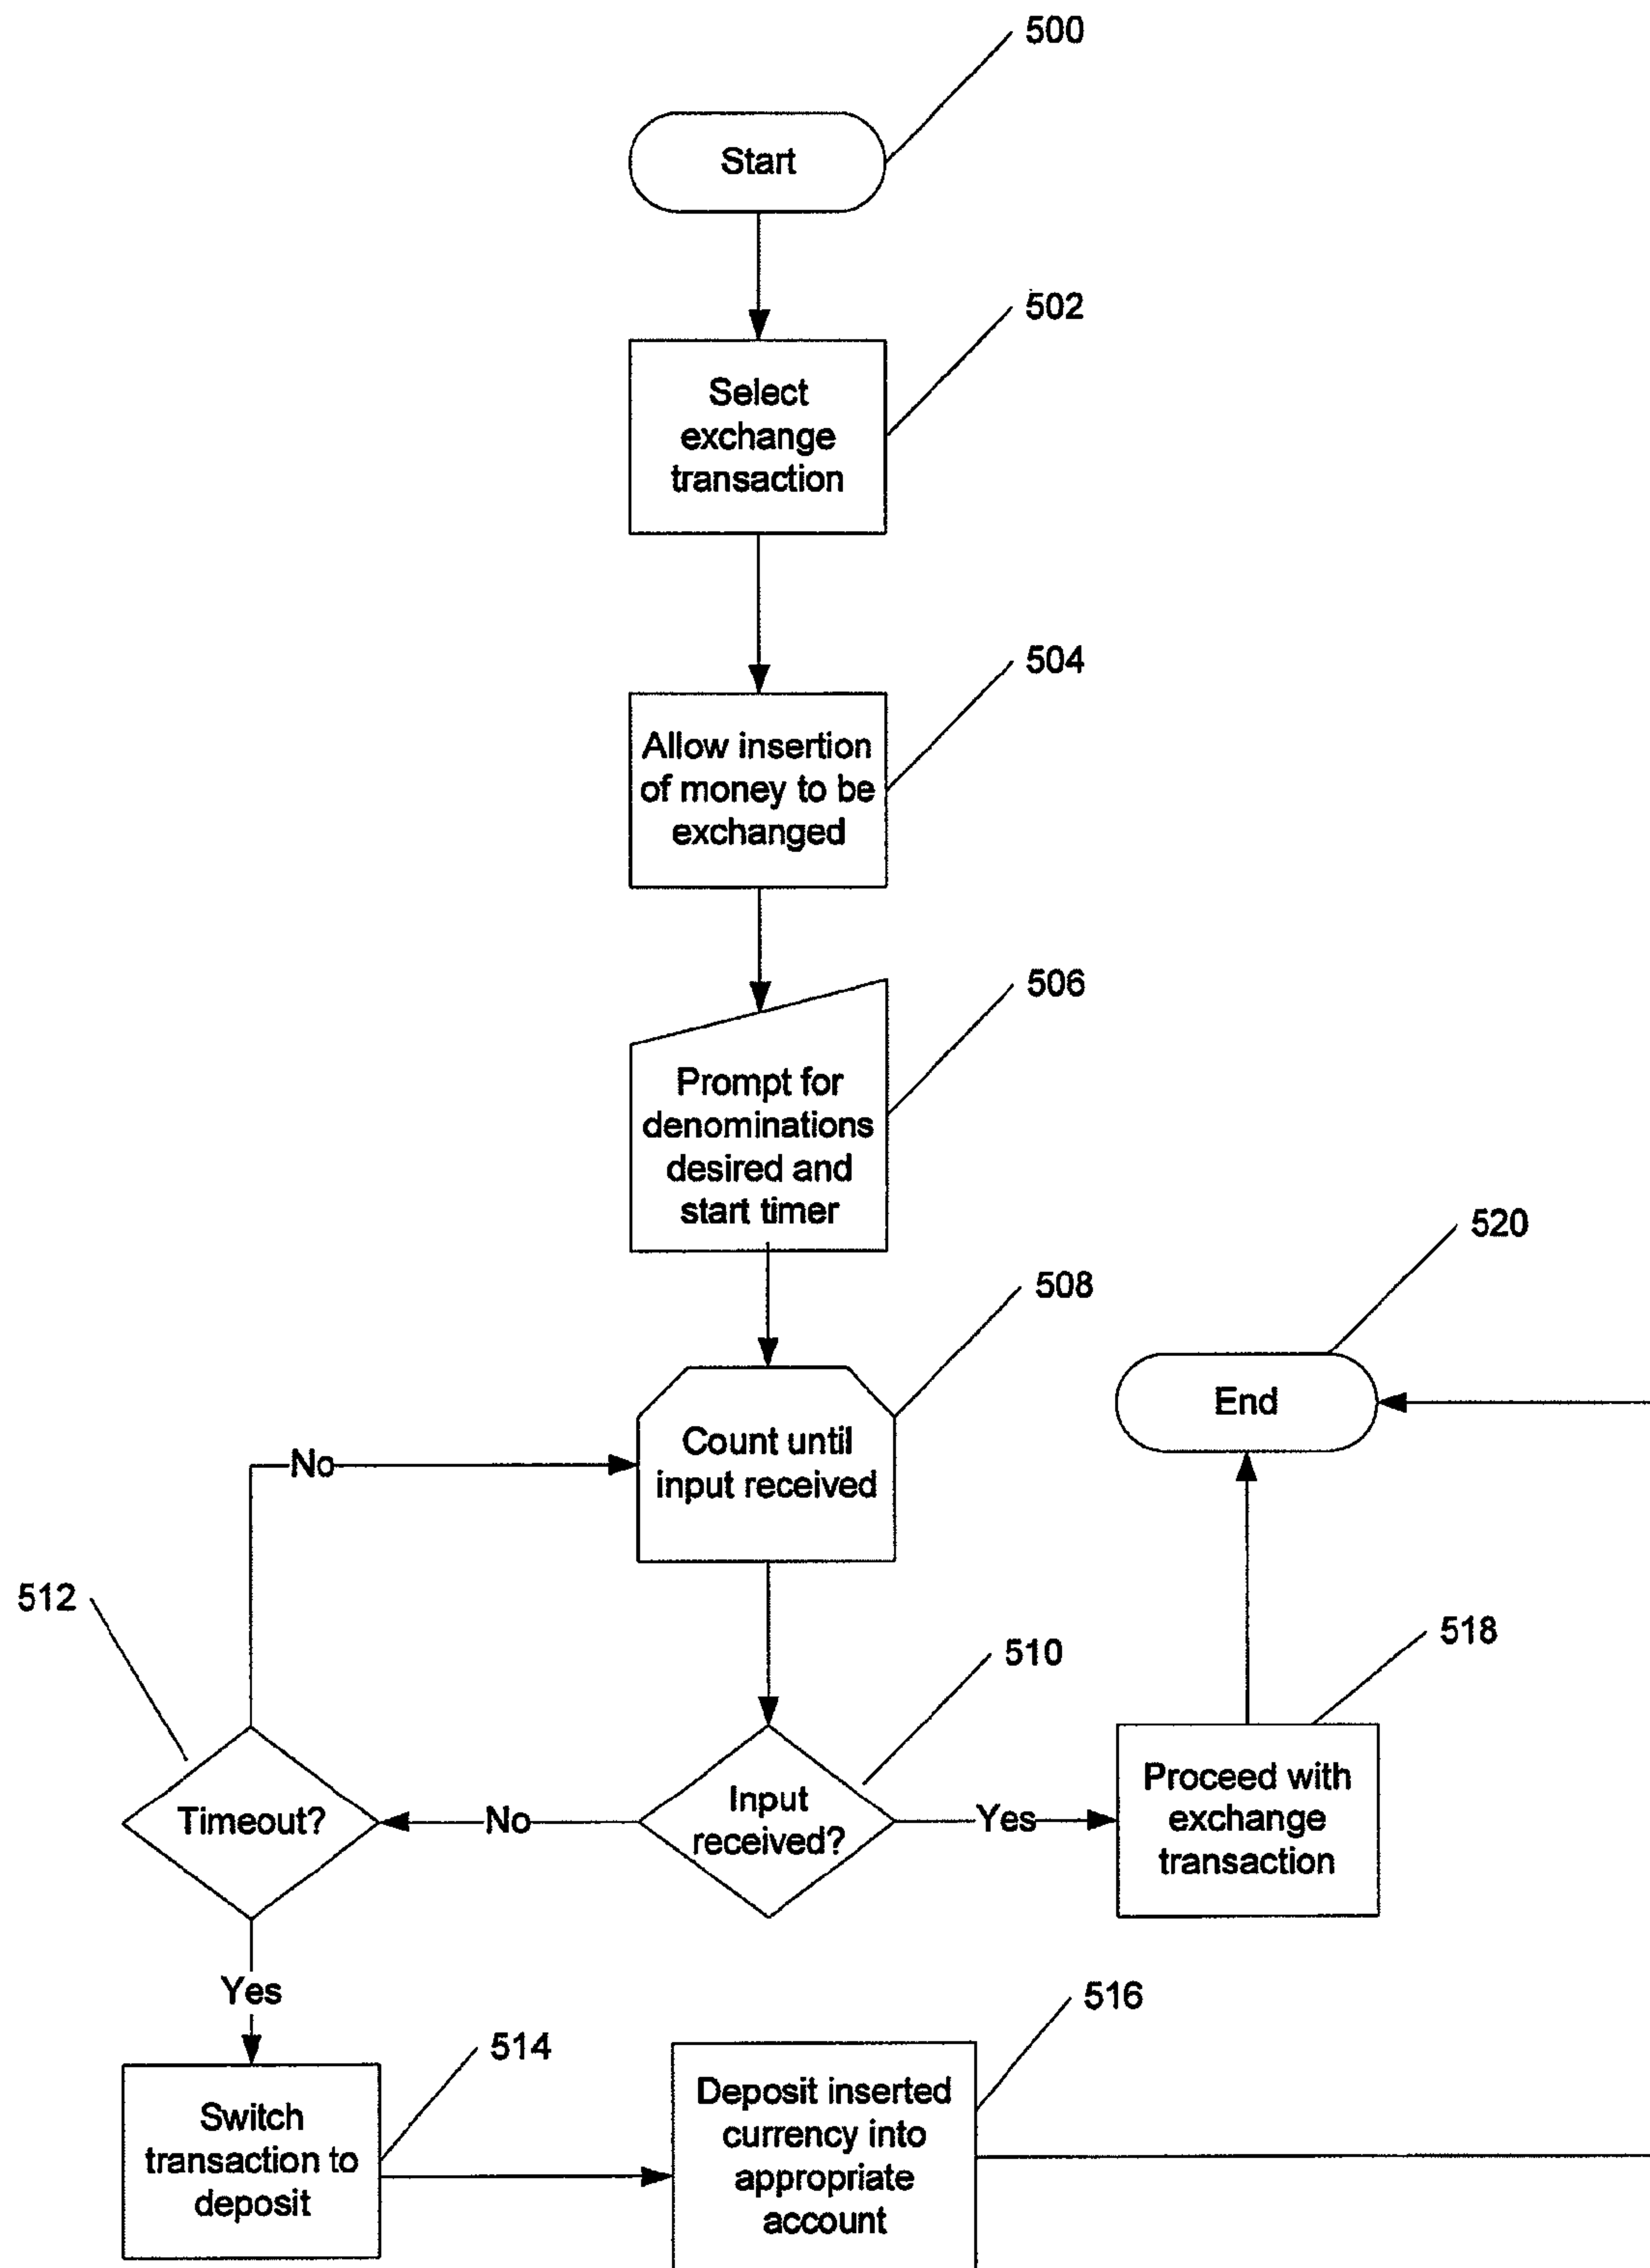 500
Start
502
Select
exchange
transaction
504
Allow insertion
of money to be
exchanged
506
Prompt for
denominations
desired and
start timer
520
508
End
Count until
input received
No
512
510
518
Timeout?
No
Input
received?
Yes
Proceed with
exchange
transaction
Yes
514
516
Switch
transaction to
deposit
Deposit inserted
currency into
appropriate
account